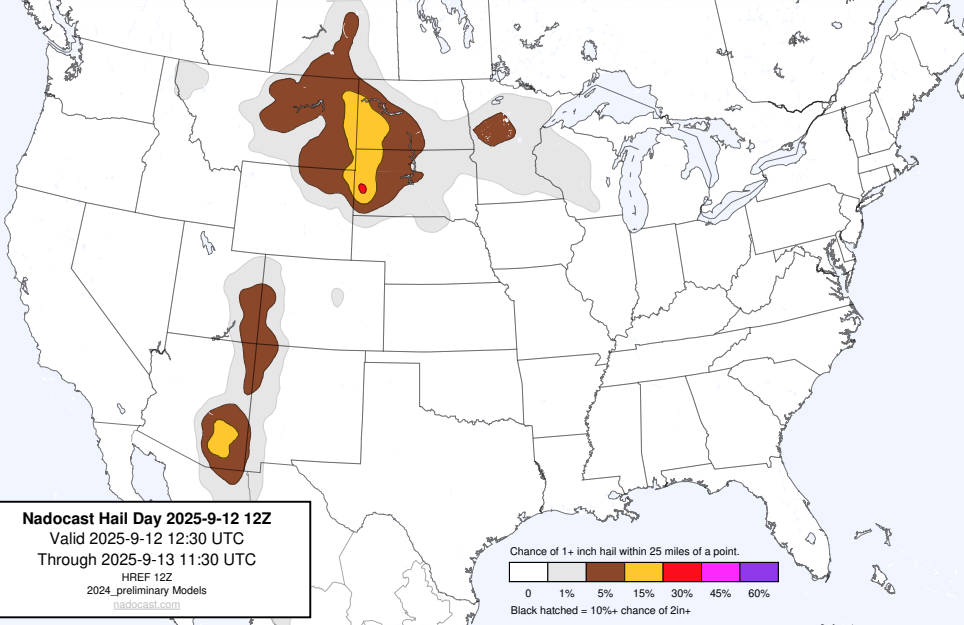 Nadocast Hail Day 2025-9-12 12Z
Valid 2025-9-12 12:30 UTC
Through 2025-9-13 11:30 UTC
HREF 12Z
2024_preliminary Models
nadocast.com
Chance of 1+ inch hail within 25 miles of a point.
0 1% 5% 15% 30% 45% 60%
Black hatched = 10%+ chance of 2in+